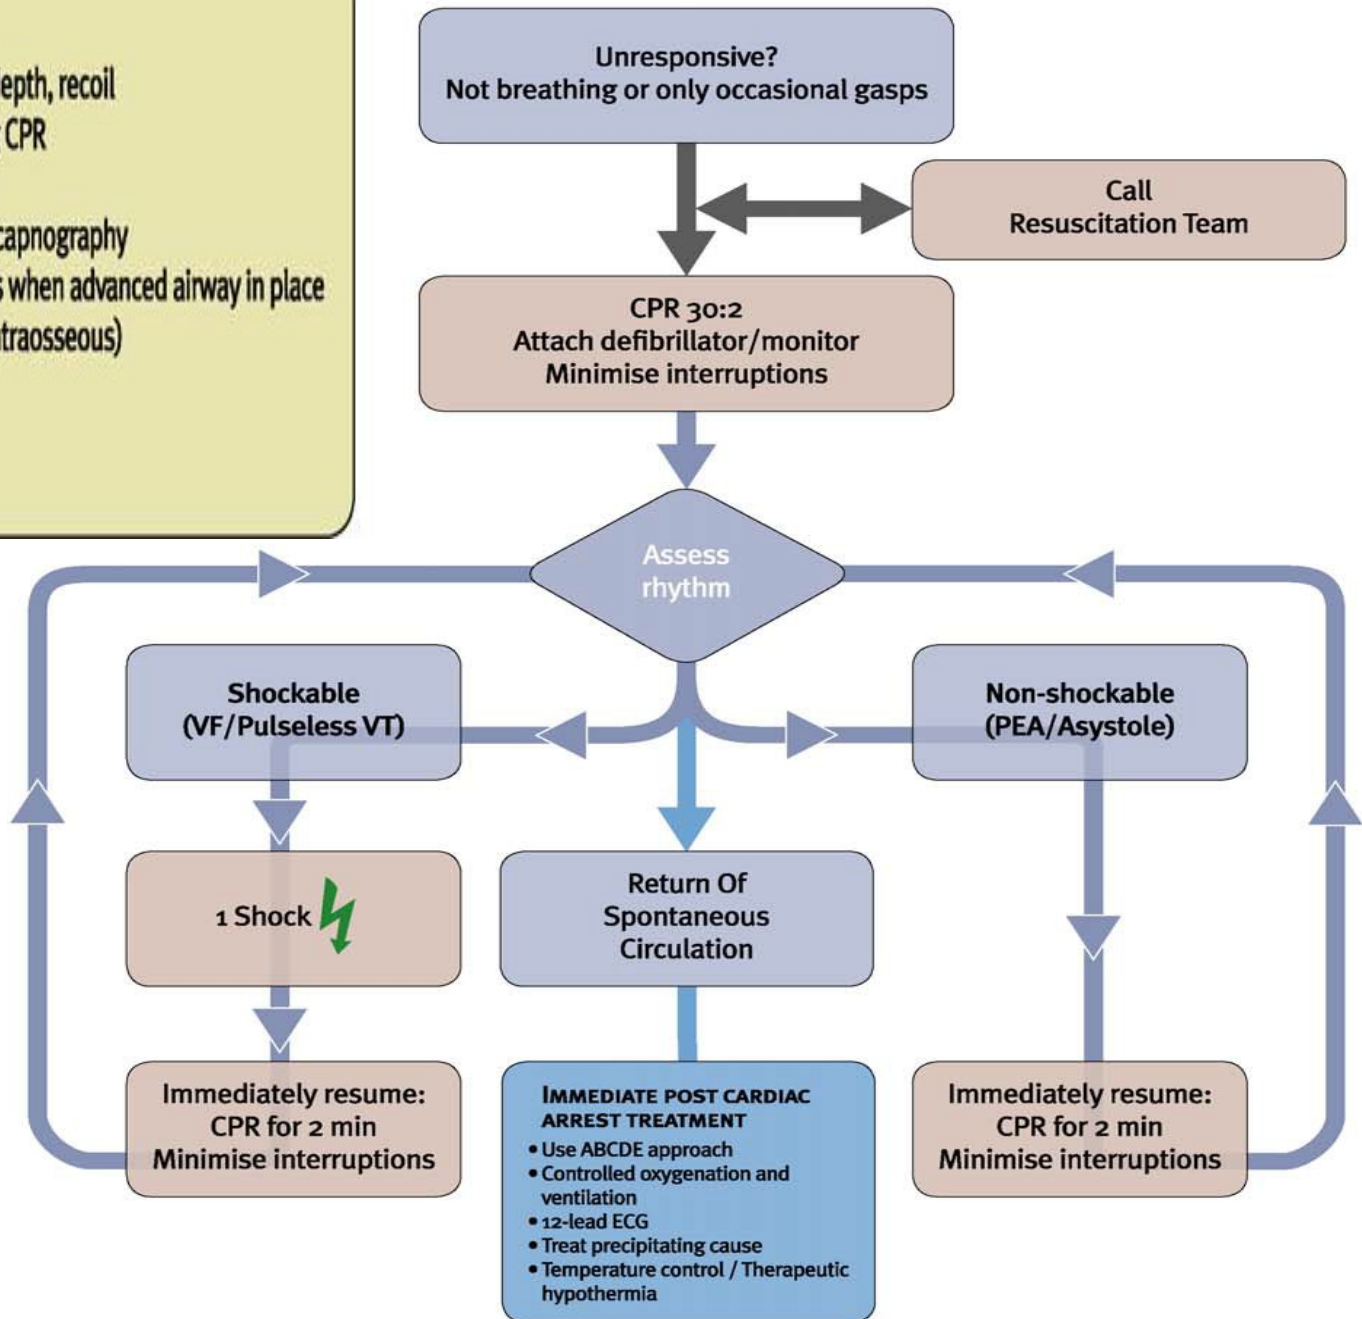 epth, recoil
CPR
capnography
s when advanced airway in place
traosseous)
Unresponsive?
Not breathing or only occasional gasps
Call
Resuscitation Team
CPR 30:2
Attach defibrillator/monitor
Minimise interruptions
Assess
rhythm
Shockable
(VF/Pulseless VT)
Non-shockable
(PEA/Asystole)
1 Shock
Return Of
Spontaneous
Circulation
Immediately resume:
CPR for 2 min
Minimise interruptions
IMMEDIATE POST CARDIAC
ARREST TREATMENT
• Use ABCDE approach
• Controlled oxygenation and
ventilation
• 12-lead ECG
• Treat precipitating cause
• Temperature control / Therapeutic
hypothermia
Immediately resume:
CPR for 2 min
Minimise interruptions